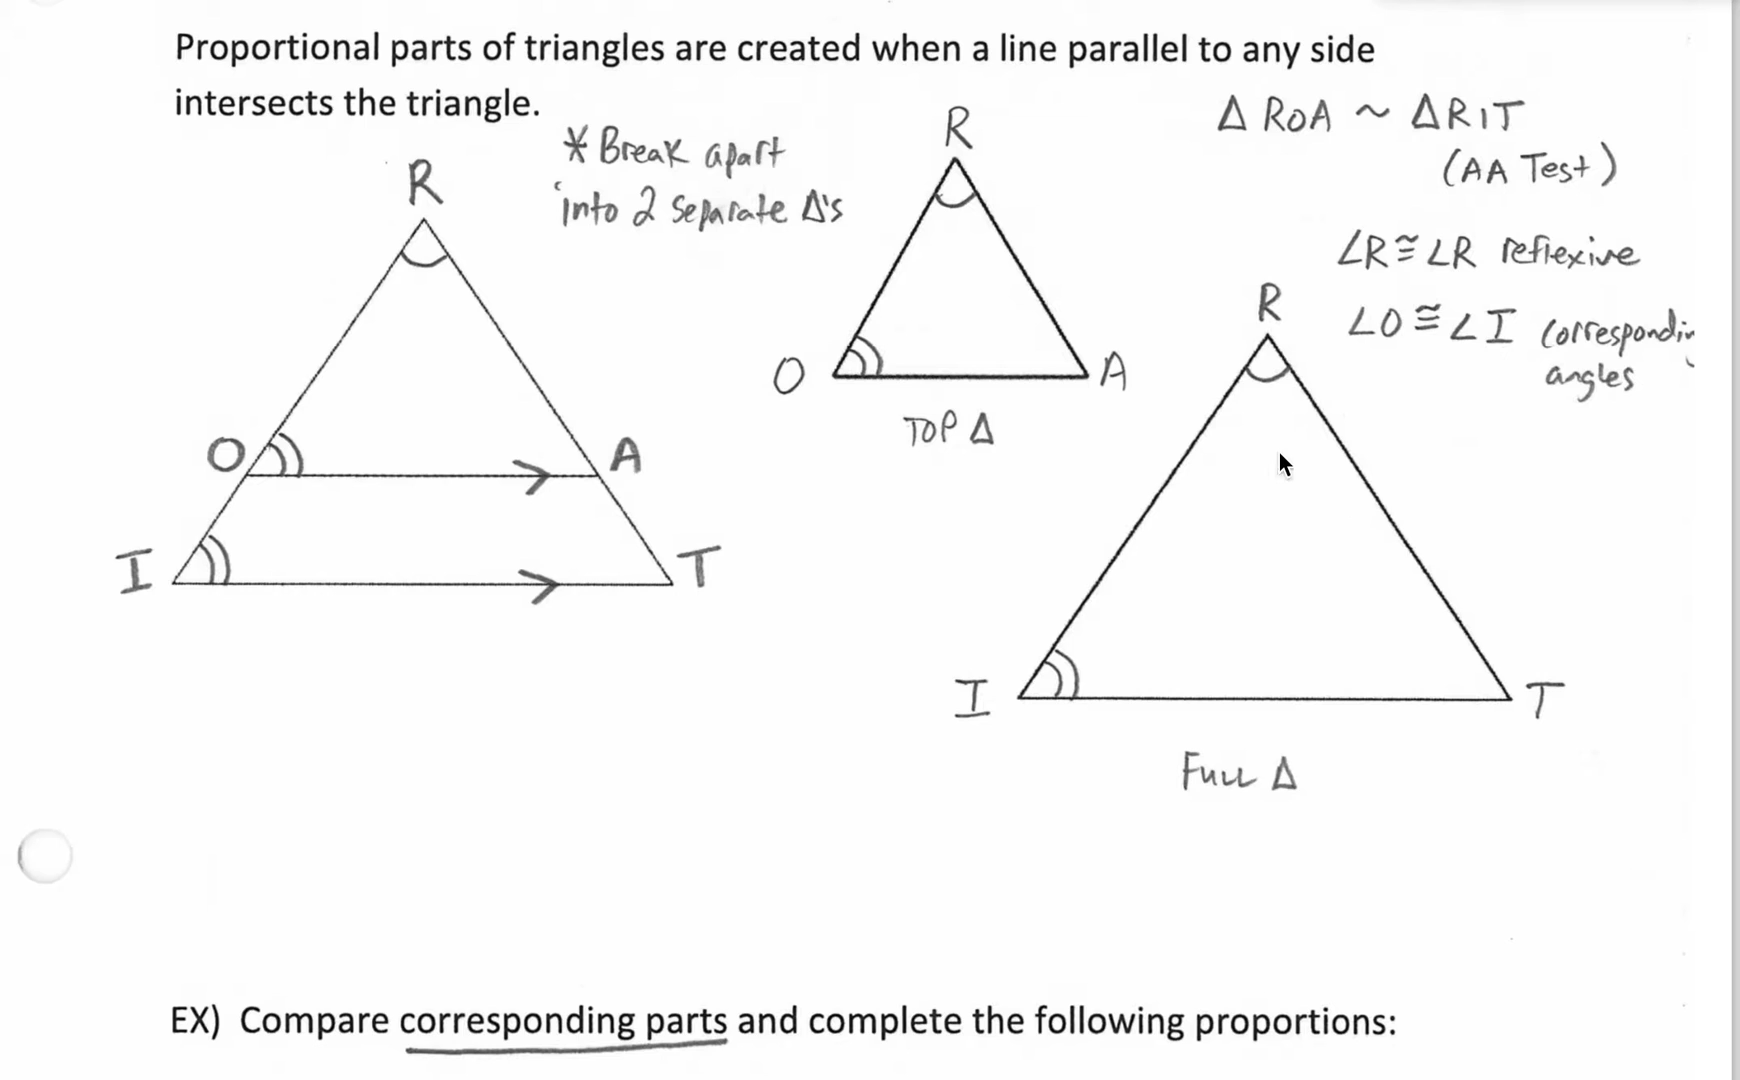 Proportional parts of triangles are created when a line parallel to any side
intersects the triangle.
* Break apart
into 2 separate Δ's
R
O
A
I
T
R
O
A
TOP Δ
Δ ROA ~ Δ RIT
(AA Test)
∠R ≅ ∠R reflexive
∠O ≅ ∠I correspondin
angles
R
I
T
FULL Δ
EX) Compare corresponding parts and complete the following proportions: